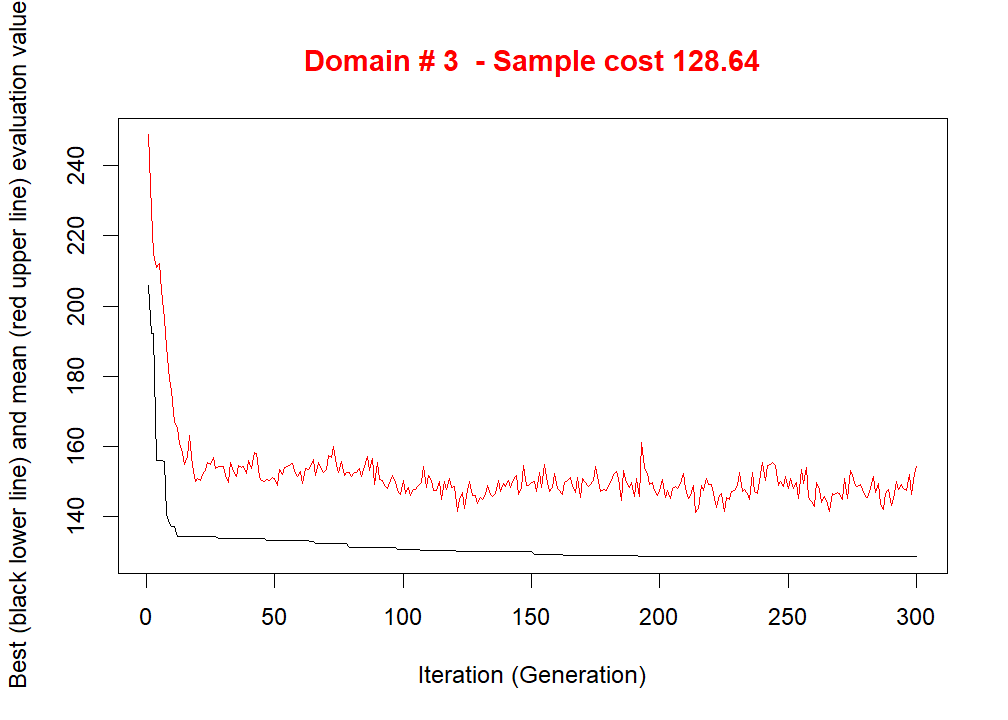 Domain # 3  - Sample cost 128.64
Best (black lower line) and mean (red upper line) evaluation value
240
220
200
180
160
140
0 50 100 150 200 250 300
Iteration (Generation)